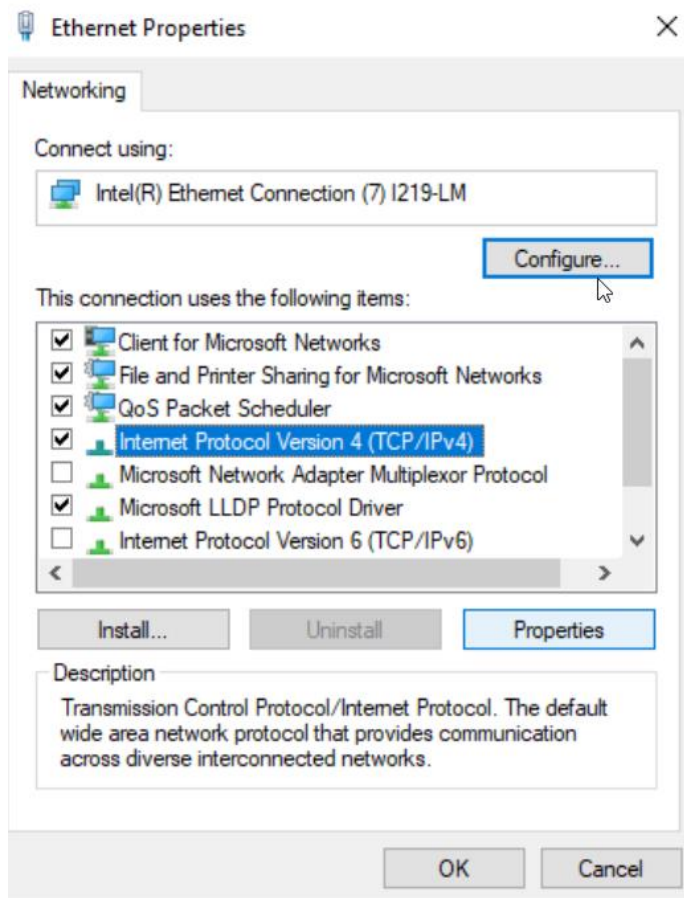 Ethernet Properties
Networking
Connect using:
Intel(R) Ethernet Connection (7) I219-LM
Configure...
This connection uses the following items:
Client for Microsoft Networks
File and Printer Sharing for Microsoft Networks
QoS Packet Scheduler
Internet Protocol Version 4 (TCP/IPv4)
Microsoft Network Adapter Multiplexor Protocol
Microsoft LLDP Protocol Driver
Internet Protocol Version 6 (TCP/IPv6)
Install... Uninstall Properties
Description
Transmission Control Protocol/Internet Protocol. The default
wide area network protocol that provides communication
across diverse interconnected networks.
OK Cancel